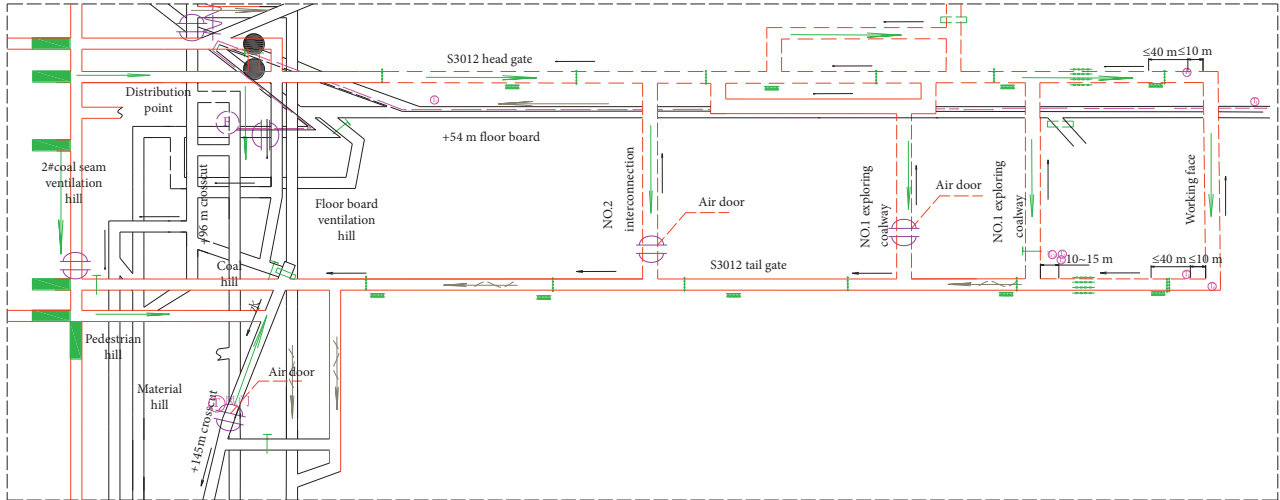 S3012 head gate
≤40 m
≤10 m
Distribution
point
+54 m floor board
2#coal seam
ventilation
hill
+96 m crosscut
Floor board
ventilation
hill
NO.2
interconnection
Air door
NO.1 exploring
coalway
Air door
NO.1 exploring
coalway
Working face
Coal
hill
S3012 tail gate
10~15 m
≤40 m
≤10 m
Pedestrian
hill
Material
hill
Air door
+145m crosscut